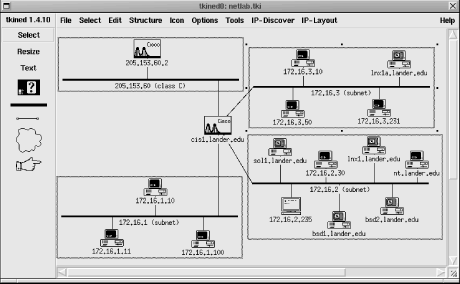 tkined0: netlab.tki
tkined 1.4.10
File Select Edit Structure Icon Options Tools IP-Discover IP-Layout Help
Select
Resize
Text
Cisco
205.153.60.2
205.153.60 (class C)
172.16.3.10
lnx1a.lander.edu
172.16.3 (subnet)
172.16.3.50
172.16.3.231
Cisco
cis1.lander.edu
sol1.lander.edu
172.16.2.30
lnx1.lander.edu
nt.lander.edu
172.16.2 (subnet)
172.16.2.235
bsd1.lander.edu
bsd2.lander.edu
172.16.1.10
172.16.1 (subnet)
172.16.1.11
172.16.1.100